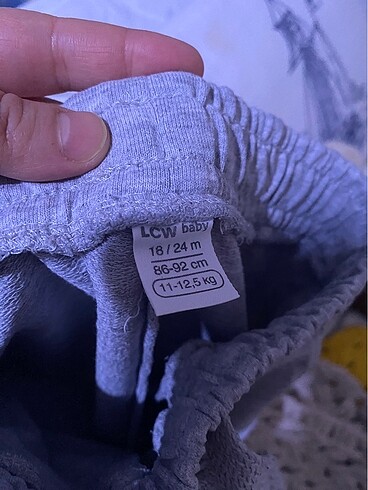 LCW baby
18 / 24 m
86-92 cm
11-12,5 kg